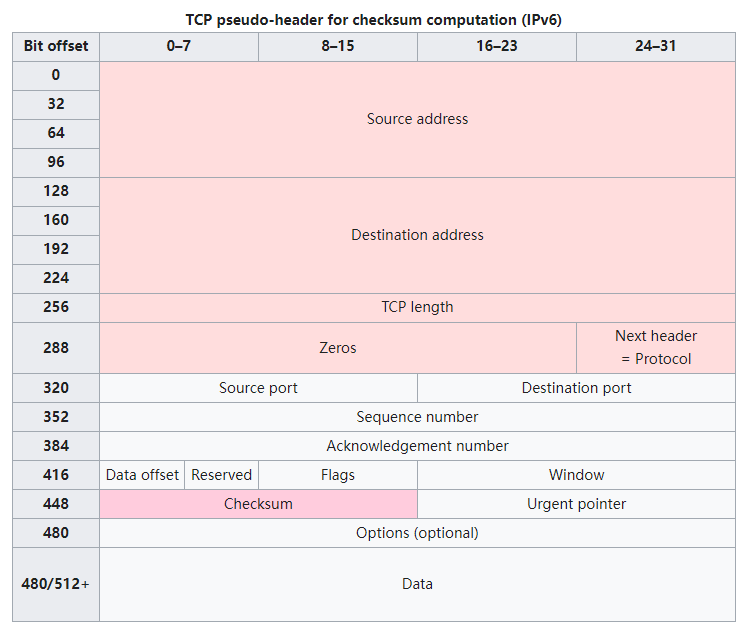 TCP pseudo-header for checksum computation (IPv6)
Bit offset 0–7 8–15 16–23 24–31
0
32
Source address
64
96
128
160
Destination address
192
224
256 TCP length
288 Zeros Next header
= Protocol
320 Source port Destination port
352 Sequence number
384 Acknowledgement number
416 Data offset Reserved Flags Window
448 Checksum Urgent pointer
480 Options (optional)
480/512+ Data